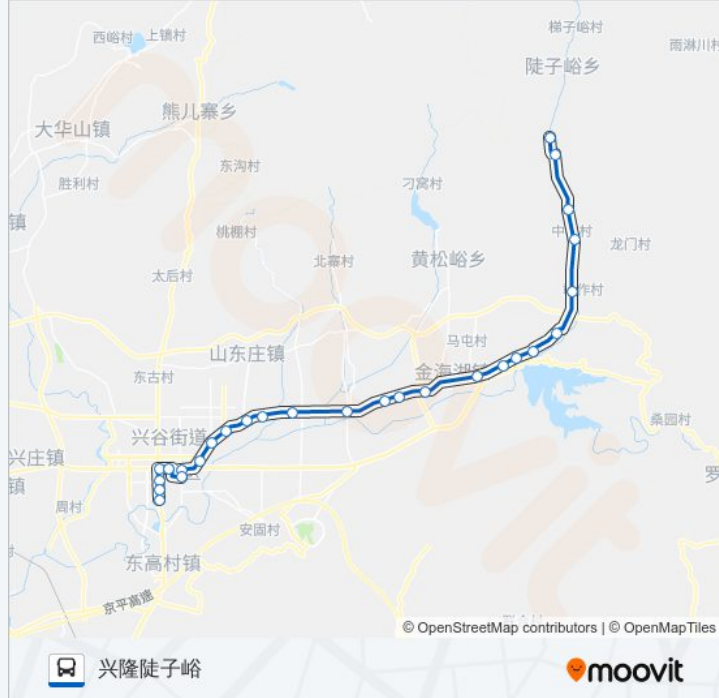 梯子峪村
西峪村
上镇村
雨淋川村
陡子峪乡
熊儿寨乡
大华山镇
东沟村
胜利村
刁窝村
镇
桃棚村
龙门村
北寨村
黄松峪乡
太后村
作村
马屯村
山东庄镇
金海湖镇
东古村
桑园村
兴谷街道
兴庄镇
罗
镇
周村
安固村
村
东高村镇
京平高速
© OpenStreetMap contributors | © OpenMapTiles
兴隆陡子峪
moovit